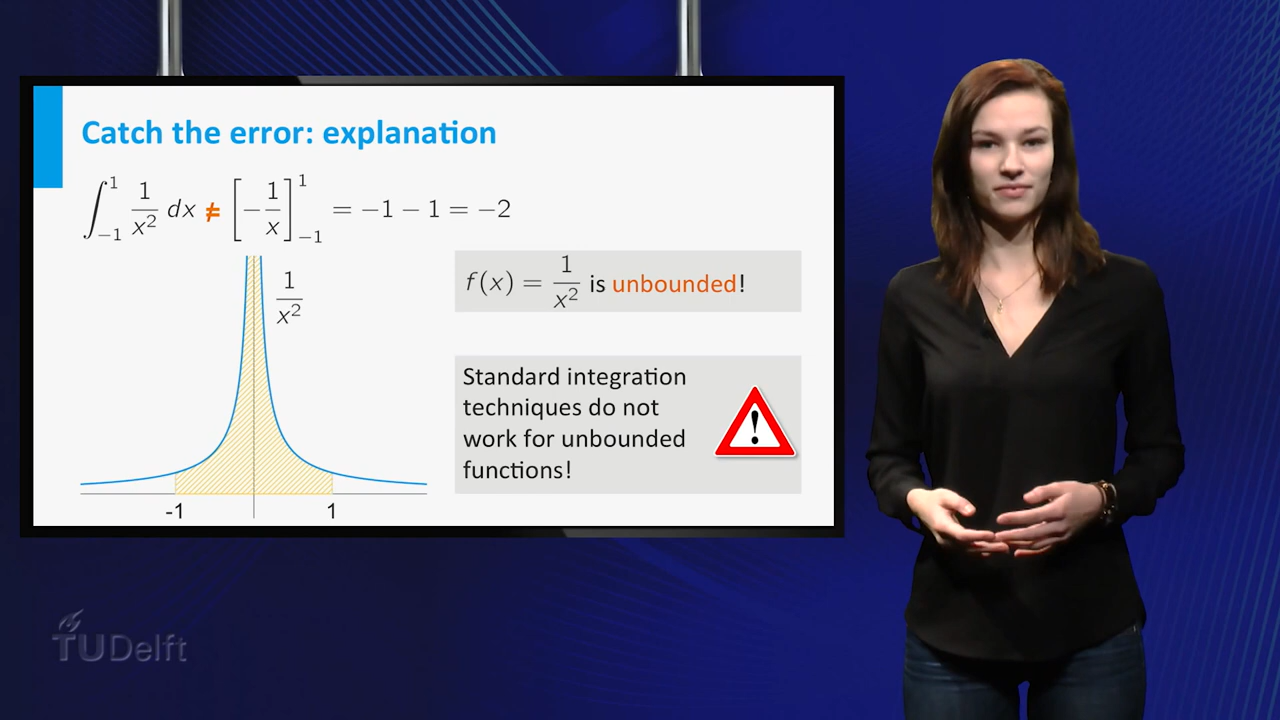 Catch the error: explanation
∫_{-1}^{1} 1/x² dx ≠ [-1/x]_{-1}^{1} = −1 − 1 = −2
1/x²
f(x) = 1/x² is unbounded!
Standard integration
techniques do not
work for unbounded
functions!
!
-1 1
TUDelft